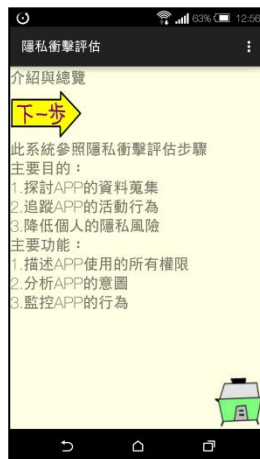 63% 12:56
隱私衝擊評估
介紹與總覽
下一步
此系統參照隱私衝擊評估步驟
主要目的：
1.探討APP的資料蒐集
2.追蹤APP的活動行為
3.降低個人的隱私風險
主要功能：
1.描述APP使用的所有權限
2.分析APP的意圖
3.監控APP的行為